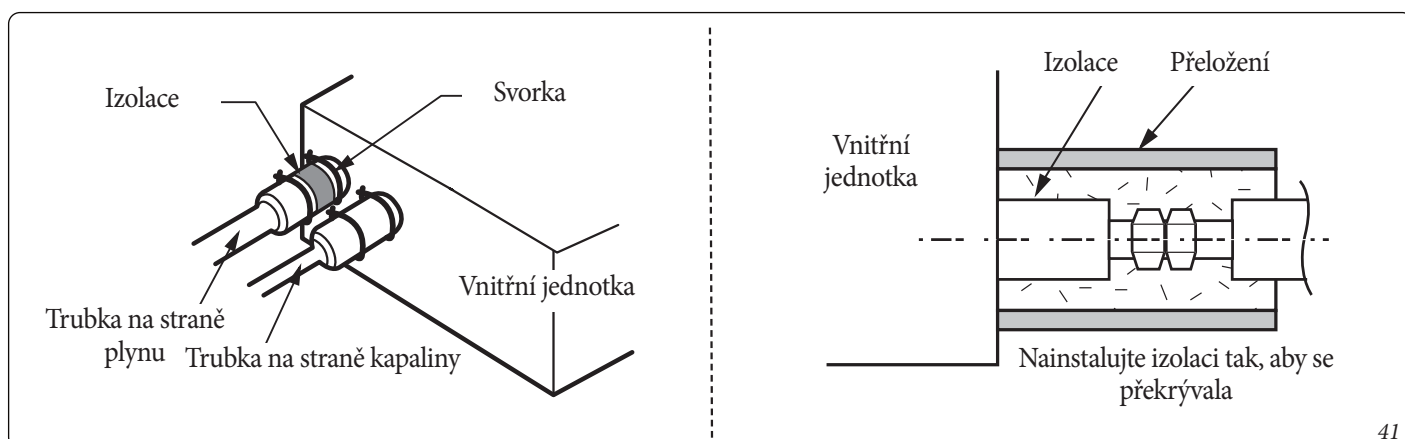 Izolace
Svorka
Vnitřní jednotka
Trubka na straně
plynu
Trubka na straně kapaliny
Izolace
Přeložení
Vnitřní
jednotka
Nainstalujte izolaci tak, aby se
překrývala
41